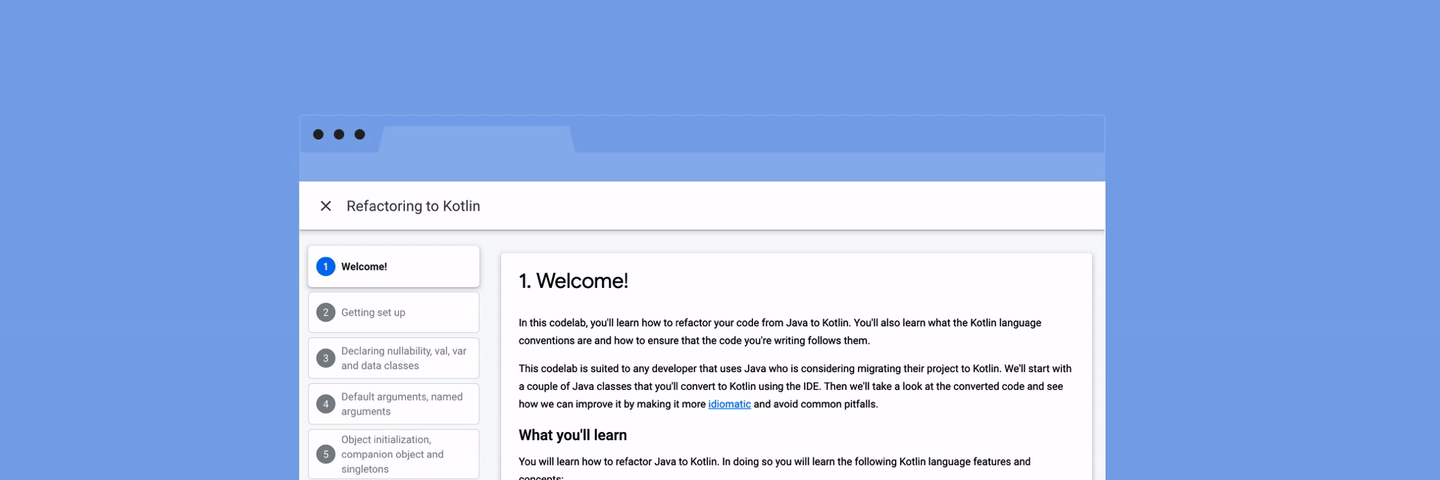 Refactoring to Kotlin
1 Welcome!
2 Getting set up
3 Declaring nullability, val, var
and data classes
4 Default arguments, named
arguments
5 Object initialization,
companion object and
singletons
1. Welcome!
In this codelab, you'll learn how to refactor your code from Java to Kotlin. You'll also learn what the Kotlin language
conventions are and how to ensure that the code you're writing follows them.
This codelab is suited to any developer that uses Java who is considering migrating their project to Kotlin. We'll start with
a couple of Java classes that you'll convert to Kotlin using the IDE. Then we'll take a look at the converted code and see
how we can improve it by making it more idiomatic and avoid common pitfalls.
What you'll learn
You will learn how to refactor Java to Kotlin. In doing so you will learn the following Kotlin language features and
concepts: